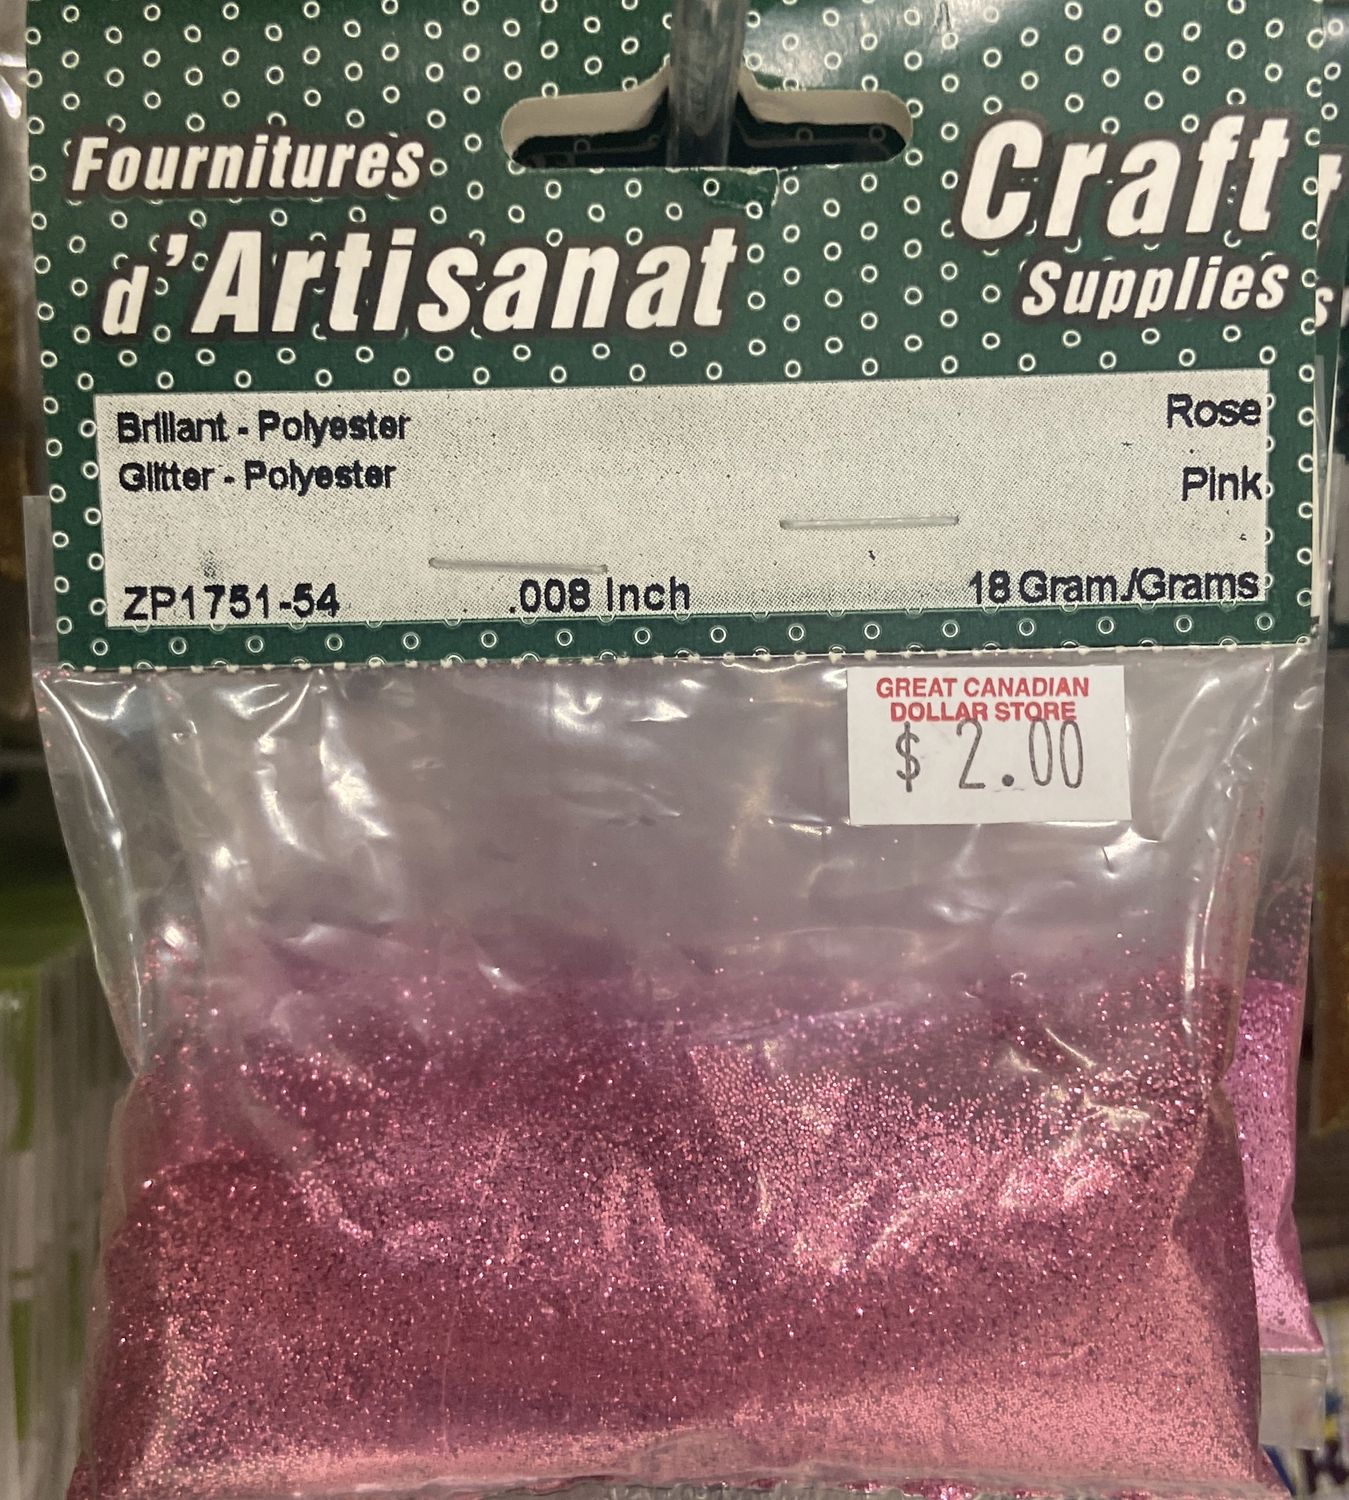 Fournitures
d'Artisanat
Craft
Supplies
Brillant - Polyester
Rose
Glitter - Polyester
Pink
ZP1751-54
.008 Inch
18 Gram./Grams
GREAT CANADIAN
DOLLAR STORE
$ 2.00